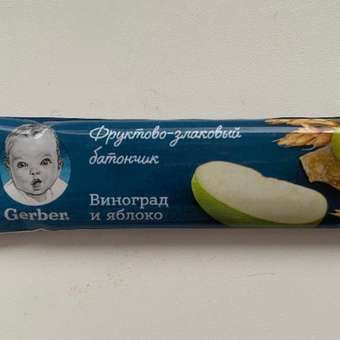 Фруктово-злаковый
батончик
Виноград
и яблоко
Gerber.